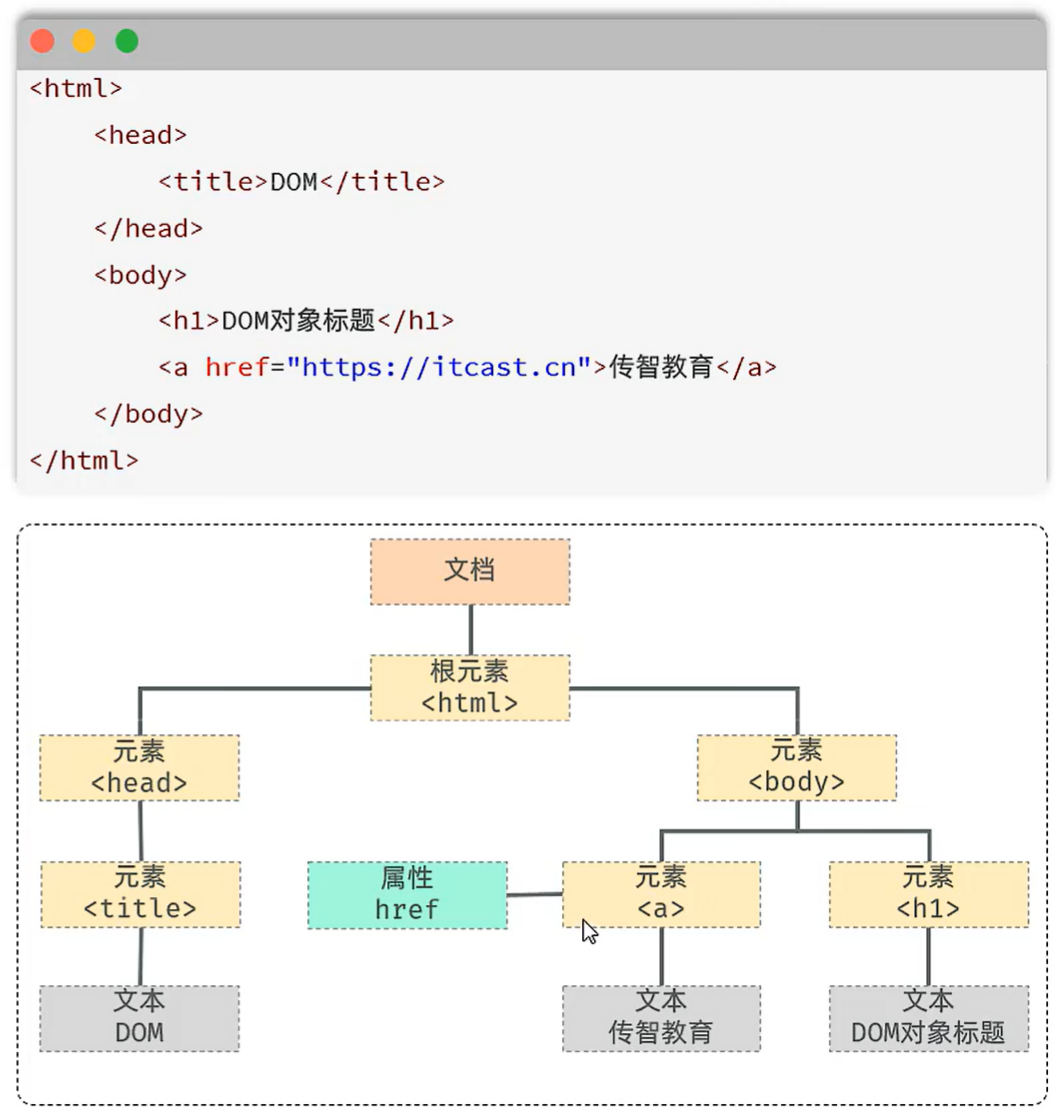 <html>
<head>
<title>DOM</title>
</head>
<body>
<h1>DOM对象标题</h1>
<a href="https://itcast.cn">传智教育</a>
</body>
</html>
文档
根元素
<html>
元素
<head>
元素
<body>
元素
<title>
属性
href
元素
<a>
元素
<h1>
文本
DOM
文本
传智教育
文本
DOM对象标题